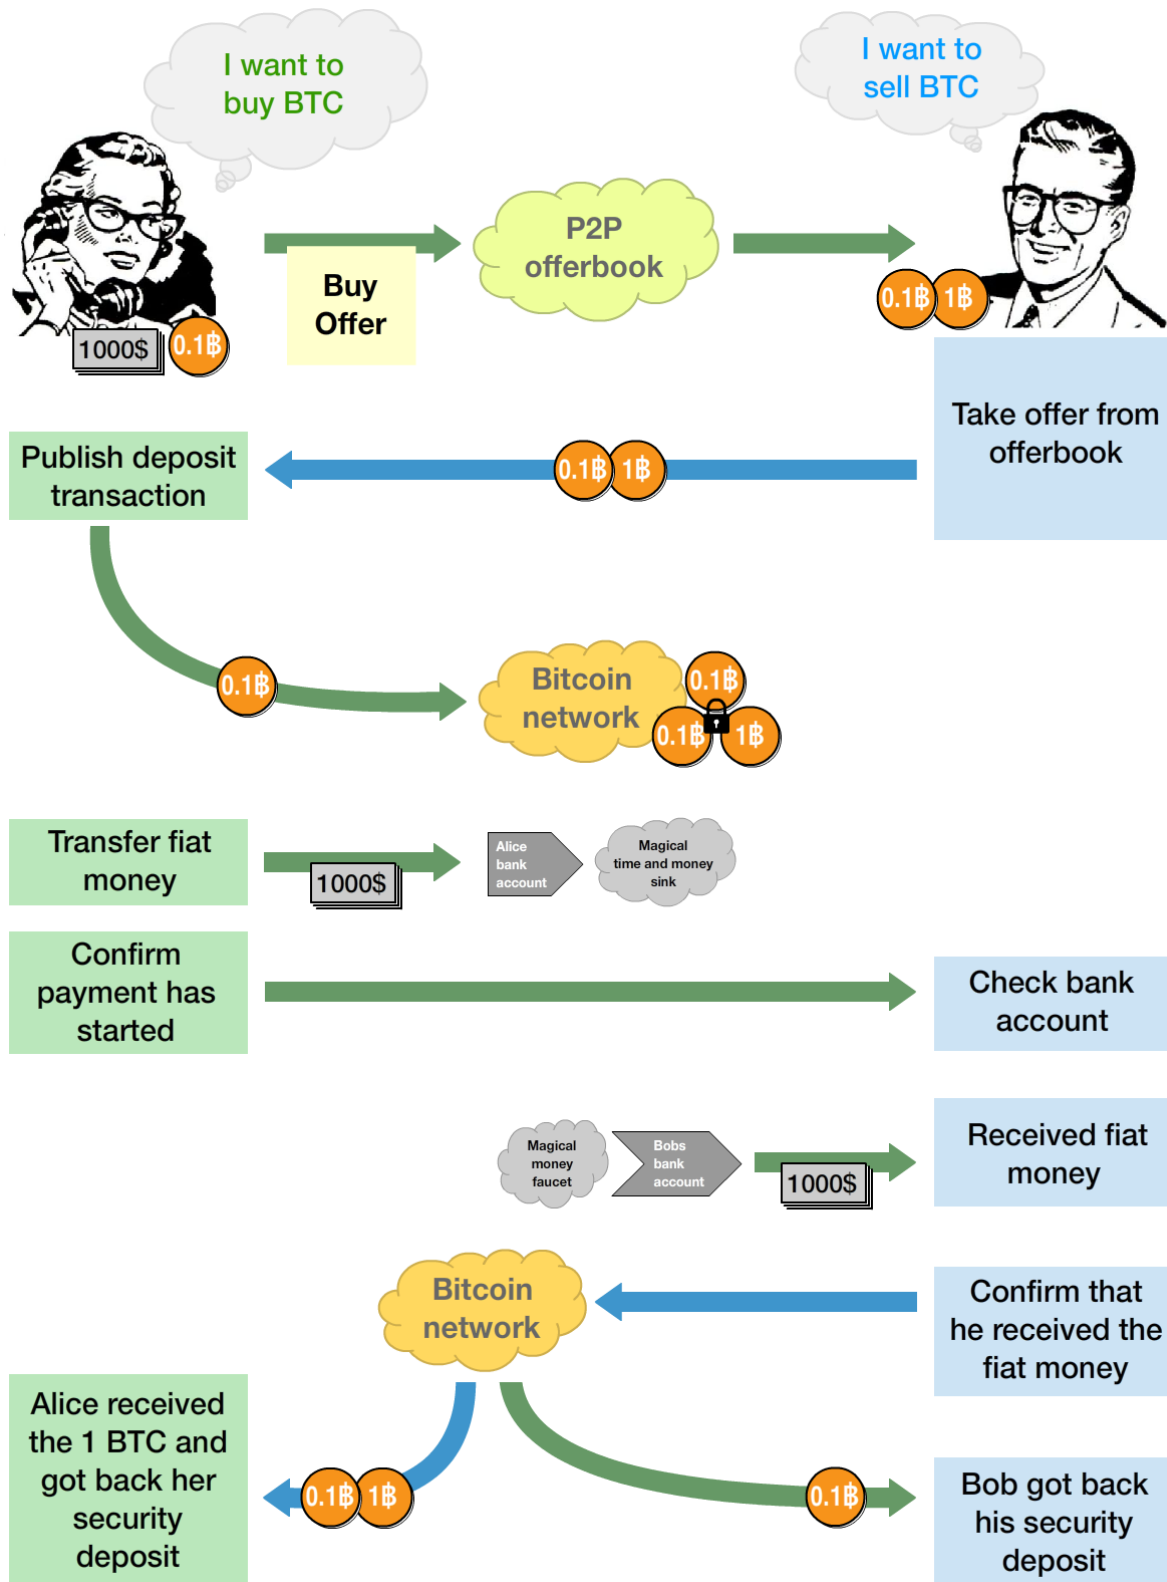 I want to
buy BTC
I want to
sell BTC
P2P
offerbook
Buy
Offer
1000$
0.1฿
0.1฿
1฿
Take offer from
offerbook
Publish deposit
transaction
0.1฿
1฿
0.1฿
Bitcoin
network
0.1฿
0.1฿
1฿
Transfer fiat
money
1000$
Alice
bank
account
Magical
time and money
sink
Confirm
payment has
started
Check bank
account
Magical
money
faucet
Bobs
bank
account
1000$
Received fiat
money
Bitcoin
network
Confirm that
he received the
fiat money
Alice received
the 1 BTC and
got back her
security
deposit
0.1฿
1฿
0.1฿
Bob got back
his security
deposit